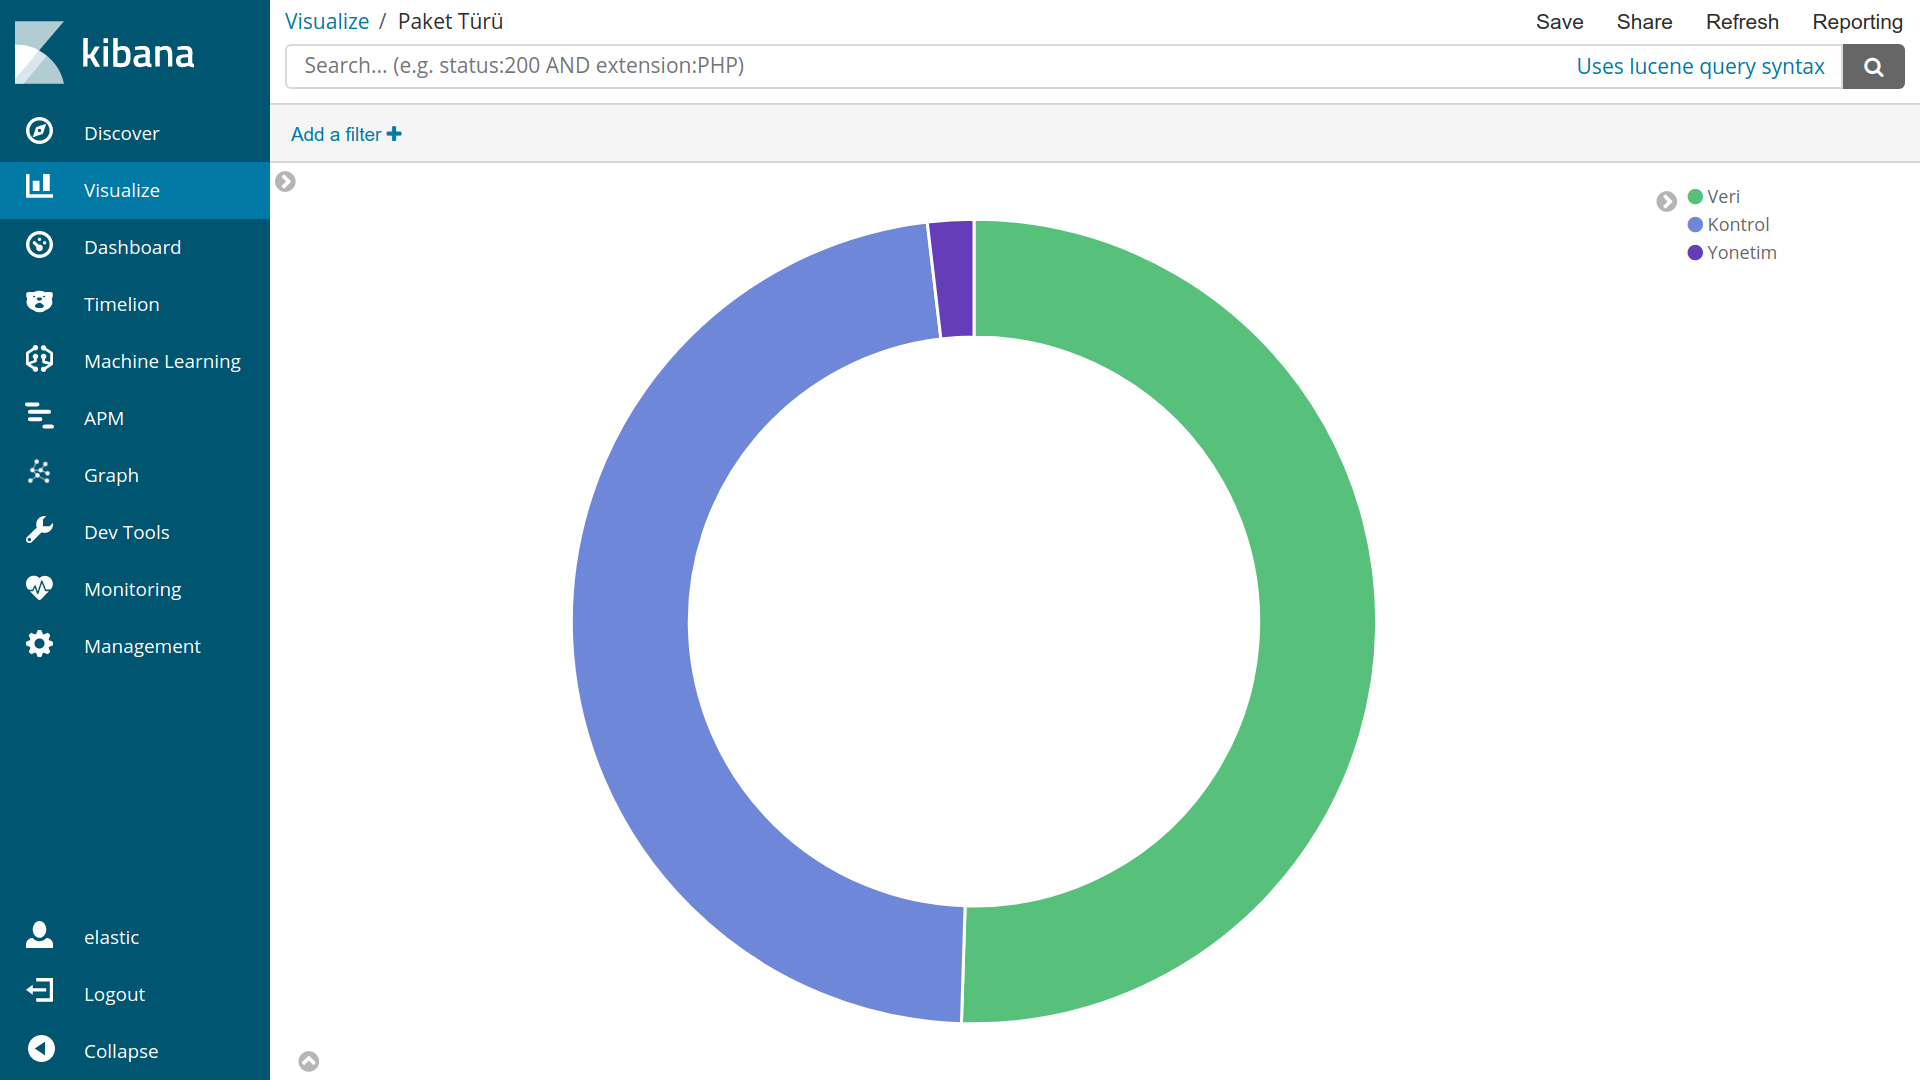 kibana
Discover
Visualize
Dashboard
Timelion
Machine Learning
APM
Graph
Dev Tools
Monitoring
Management
elastic
Logout
Collapse
Visualize / Paket Türü
Save Share Refresh Reporting
Search... (e.g. status:200 AND extension:PHP) Uses lucene query syntax
Add a filter
Veri
Kontrol
Yonetim